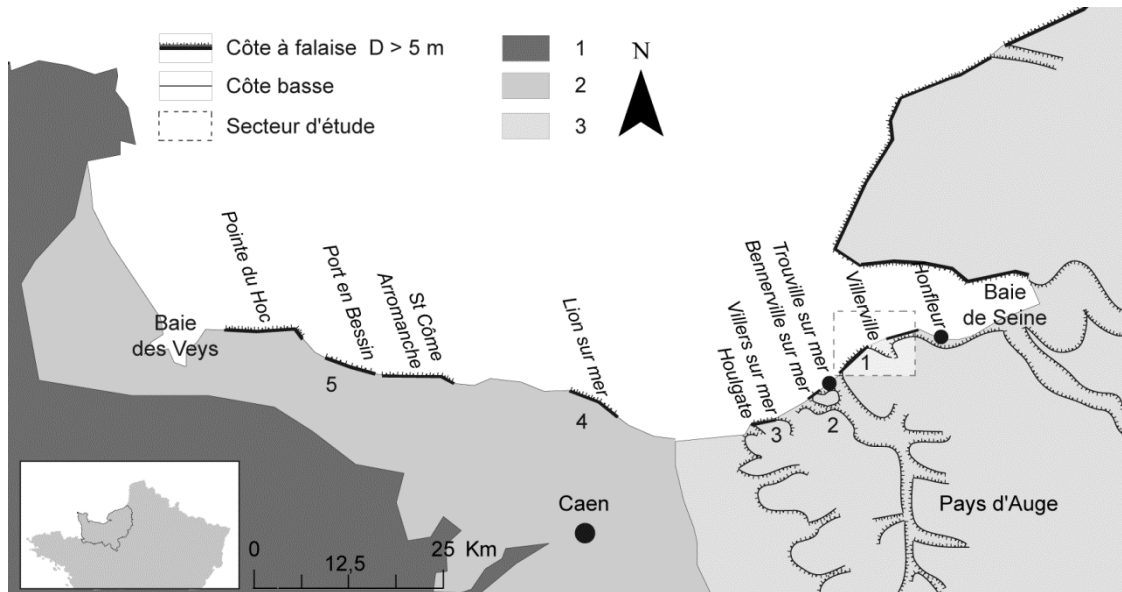 Côte à falaise D > 5 m
Côte basse
Secteur d'étude
1
2
3
N
Pointe du Hoc
Port en Bessin
Arromanche
St Côme
Lion sur mer
Houlgate
Villers sur mer
Bennerville sur mer
Trouville sur mer
Villerville
Honfleur
Baie
de Seine
Baie
des Veys
5
4
3
2
1
Caen
Pays d'Auge
0
12,5
25 Km